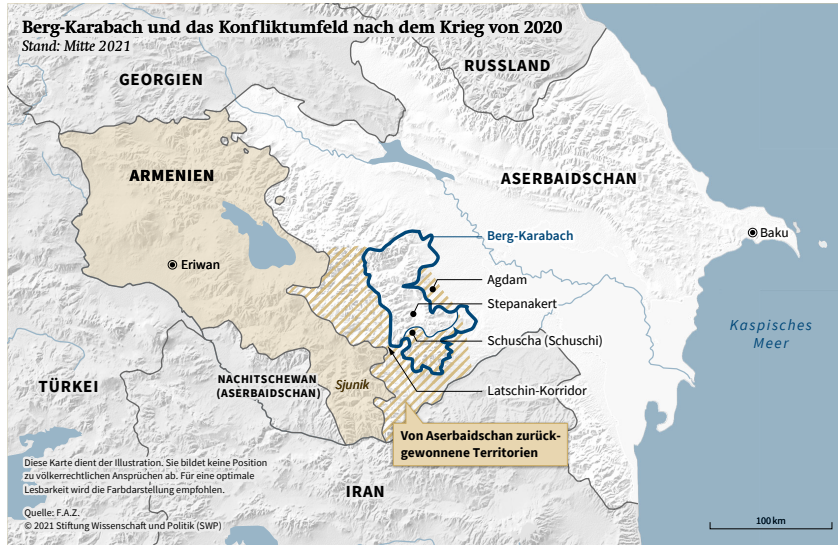 Berg-Karabach und das Konfliktumfeld nach dem Krieg von 2020
Stand: Mitte 2021
RUSSLAND
GEORGIEN
ARMENIEN
ASERBAIDSCHAN
Berg-Karabach
Baku
Eriwan
Agdam
Stepanakert
Kaspisches
Meer
Schuscha (Schuschi)
TÜRKEI
NACHITSCHEWAN
(ASERBAIDSCHAN)
Sjunik
Latschin-Korridor
Von Aserbaidschan zurück-
gewonnene Territorien
Diese Karte dient der Illustration. Sie bildet keine Position
zu völkerrechtlichen Ansprüchen ab. Für eine optimale
Lesbarkeit wird die Farbdarstellung empfohlen.
IRAN
Quelle: F.A.Z.
© 2021 Stiftung Wissenschaft und Politik (SWP)
100 km